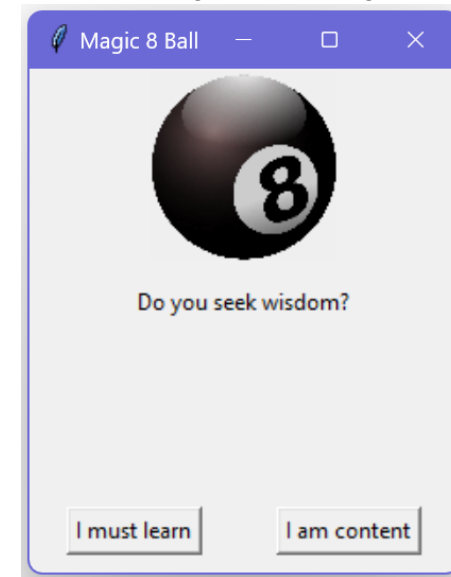 Magic 8 Ball
8
Do you seek wisdom?
I must learn
I am content